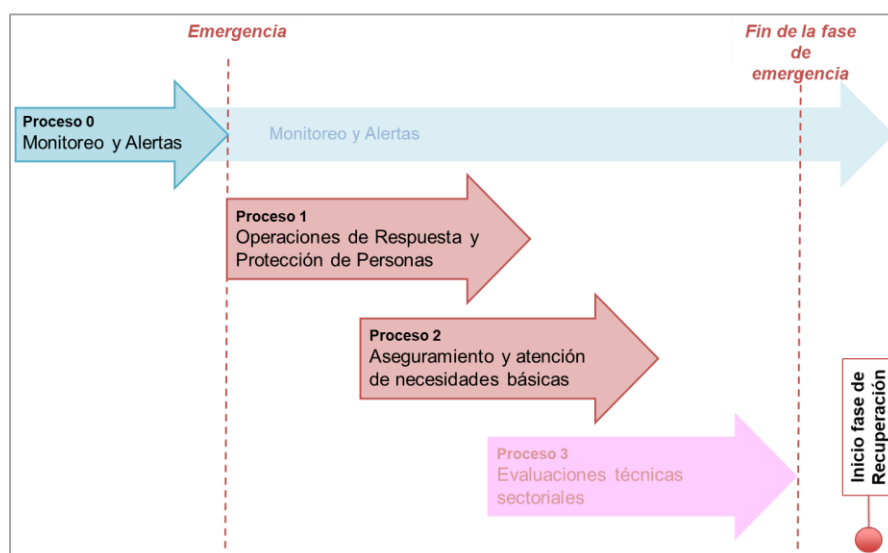 Emergencia
Fin de la fase
de
emergencia
Proceso 0
Monitoreo y Alertas
Monitoreo y Alertas
Proceso 1
Operaciones de Respuesta y
Protección de Personas
Proceso 2
Aseguramiento y atención
de necesidades básicas
Proceso 3
Evaluaciones técnicas
sectoriales
Inicio fase de
Recuperación